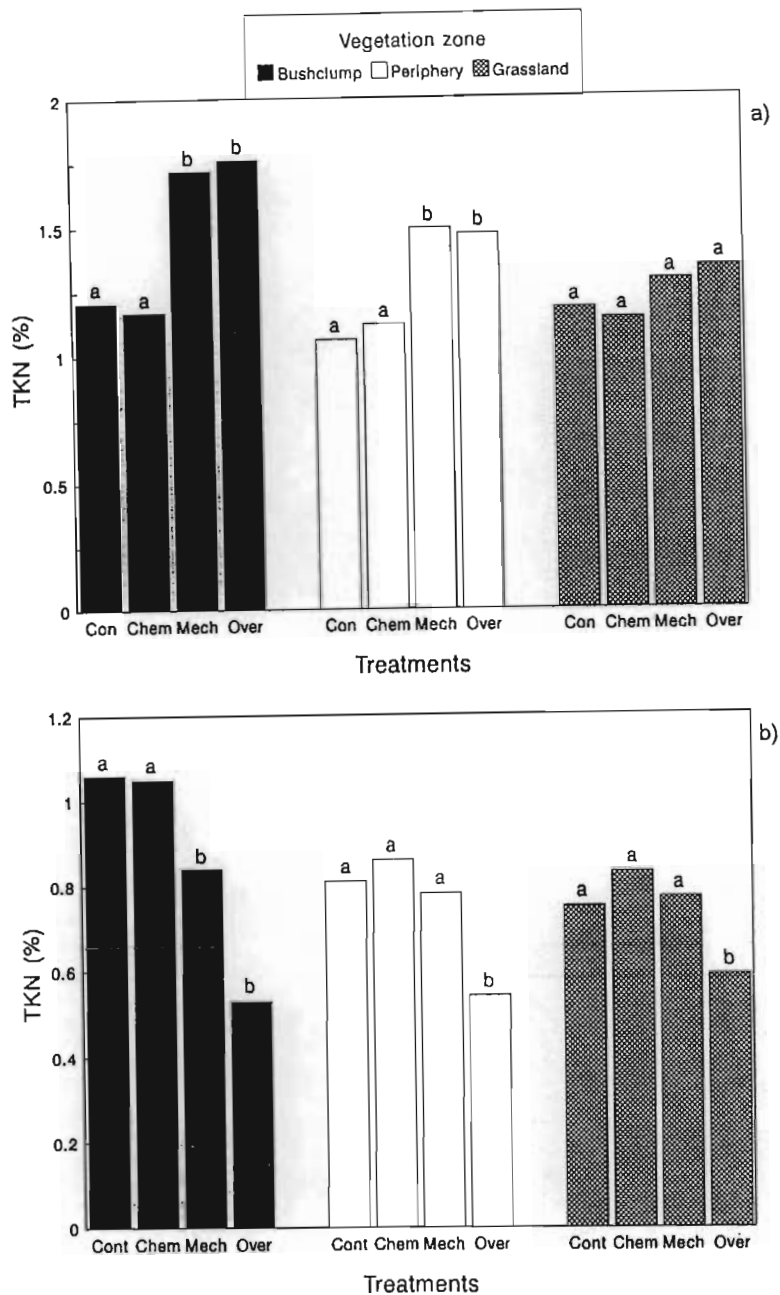 Vegetation zone
Bushclump Periphery Grassland
a)
2
1.5
1
0.5
0
TKN (%)
a a b b
a a b b
a a a a
Con Chem Mech Over
Con Chem Mech Over
Con Chem Mech Over
Treatments
b)
1.2
1
0.8
0.6
0.4
0.2
0
TKN (%)
a a b b
a a a b
a a a b
Cont Chem Mech Over
Cont Chem Mech Over
Cont Chem Mech Over
Treatments